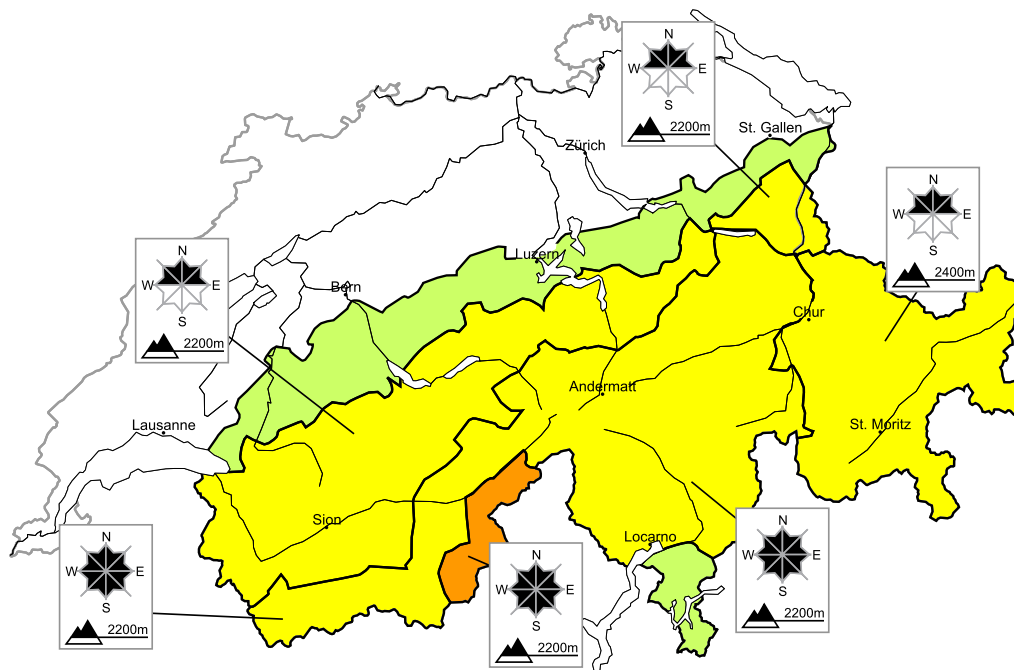 N
W E
S
2200m
St. Gallen
Zürich
N
W E
S
2400m
Luzern
N
W E
S
2200m
Bern
Chur
Andermatt
Lausanne
St. Moritz
Sion
Locarno
N
W E
S
2200m
N
W E
S
2200m
N
W E
S
2200m